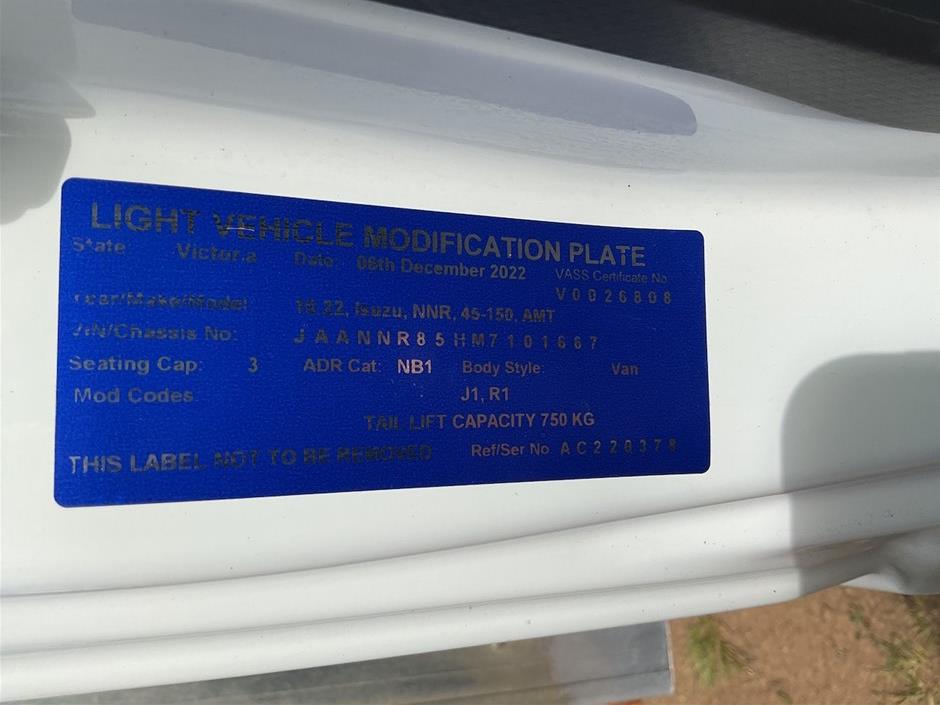 LIGHT VEHICLE MODIFICATION PLATE
State: Victoria Date: 06th December 2022 VASS Certificate No.
V0026808
Year/Make/Model: 10.22, Isuzu, NNR, 45-150, AMT
VIN/Chassis No: JAANNR85HM7101667
Seating Cap: 3 ADR Cat: NB1 Body Style: Van
Mod Codes: J1, R1
TAIL LIFT CAPACITY 750 KG
THIS LABEL NOT TO BE REMOVED Ref/Ser No AC226378